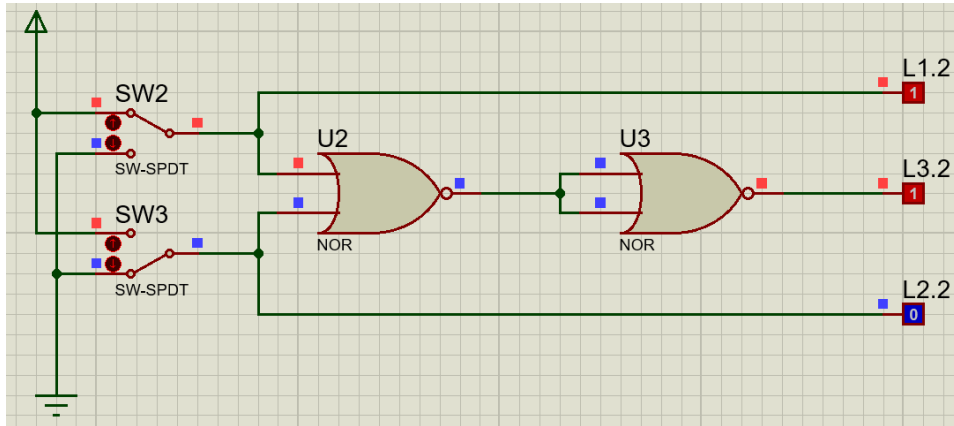 L1.2
1
SW2
SW-SPDT
U2
NOR
U3
NOR
L3.2
1
SW3
SW-SPDT
L2.2
0